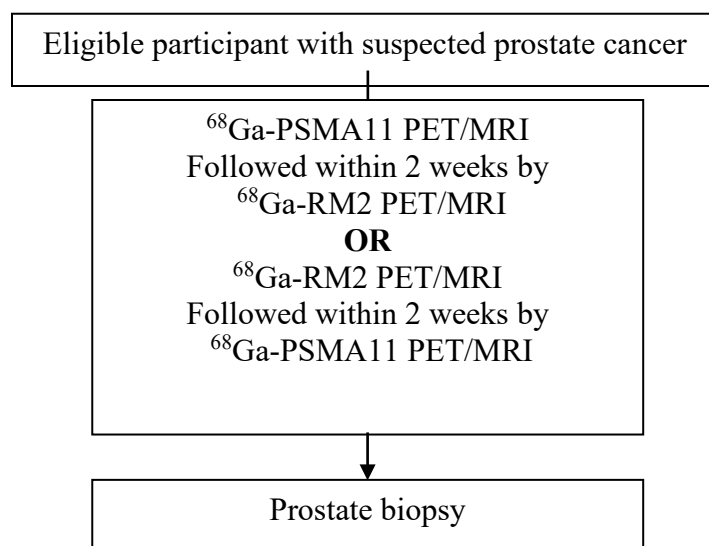 Eligible participant with suspected prostate cancer
⁶⁸Ga-PSMA11 PET/MRI
Followed within 2 weeks by
⁶⁸Ga-RM2 PET/MRI
OR
⁶⁸Ga-RM2 PET/MRI
Followed within 2 weeks by
⁶⁸Ga-PSMA11 PET/MRI
Prostate biopsy